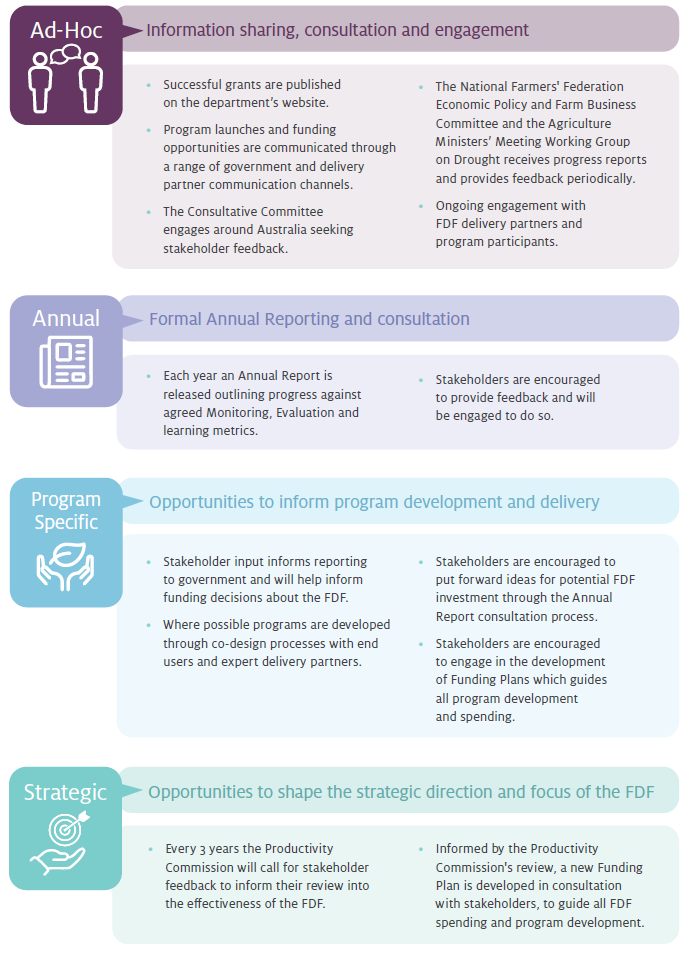 Ad-Hoc
Information sharing, consultation and engagement
• Successful grants are published
on the department's website.
• Program launches and funding
opportunities are communicated through
a range of government and delivery
partner communication channels.
• The Consultative Committee
engages around Australia seeking
stakeholder feedback.
• The National Farmers' Federation
Economic Policy and Farm Business
Committee and the Agriculture
Ministers' Meeting Working Group
on Drought receives progress reports
and provides feedback periodically.
• Ongoing engagement with
FDF delivery partners and
program participants.
Annual
Formal Annual Reporting and consultation
• Each year an Annual Report is
released outlining progress against
agreed Monitoring, Evaluation and
learning metrics.
• Stakeholders are encouraged
to provide feedback and will
be engaged to do so.
Program
Specific
Opportunities to inform program development and delivery
• Stakeholder input informs reporting
to government and will help inform
funding decisions about the FDF.
• Where possible programs are developed
through co-design processes with end
users and expert delivery partners.
• Stakeholders are encouraged to
put forward ideas for potential FDF
investment through the Annual
Report consultation process.
• Stakeholders are encouraged
to engage in the development
of Funding Plans which guides
all program development
and spending.
Strategic
Opportunities to shape the strategic direction and focus of the FDF
• Every 3 years the Productivity
Commission will call for stakeholder
feedback to inform their review into
the effectiveness of the FDF.
• Informed by the Productivity
Commission's review, a new Funding
Plan is developed in consultation
with stakeholders, to guide all FDF
spending and program development.